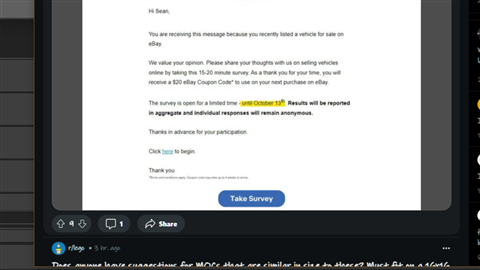 Hi Sean,
You are receiving this message because you recently listed a vehicle for sale on
eBay.
We value your opinion. Please share your thoughts with us on selling vehicles
online by taking this 15-20 minute survey. As a thank you for your time, you will
receive a $20 eBay Coupon Code* to use on your next purchase on eBay.
The survey is open for a limited time - until October 13th. Results will be reported
in aggregate and individual responses will remain anonymous.
Thanks in advance for your participation.
Click here to begin.
Thank you
Take Survey
9
1
Share
r/lego • 5 hr. ago
Does anyone have suggestions for MOCs that are similar in size to these? Must fit on a 16x16